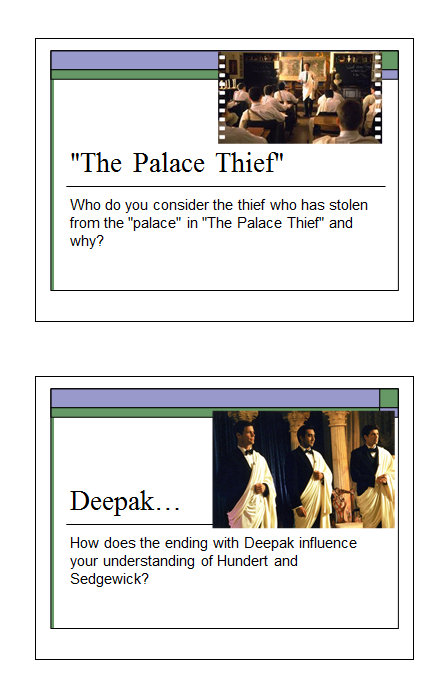 "The Palace Thief"
Who do you consider the thief who has stolen
from the "palace" in "The Palace Thief" and
why?
Deepak…
How does the ending with Deepak influence
your understanding of Hundert and
Sedgewick?